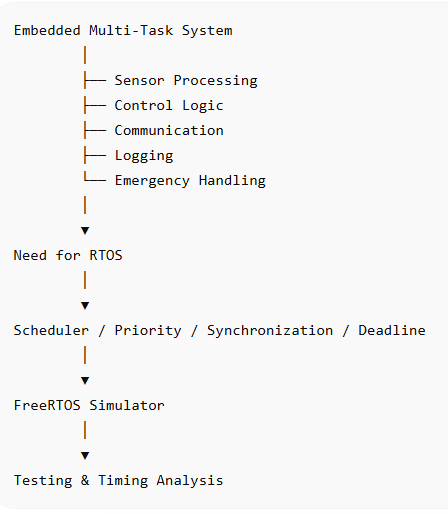 Embedded Multi-Task System
│
├── Sensor Processing
├── Control Logic
├── Communication
├── Logging
└── Emergency Handling
│
▼
Need for RTOS
│
▼
Scheduler / Priority / Synchronization / Deadline
│
▼
FreeRTOS Simulator
│
▼
Testing & Timing Analysis